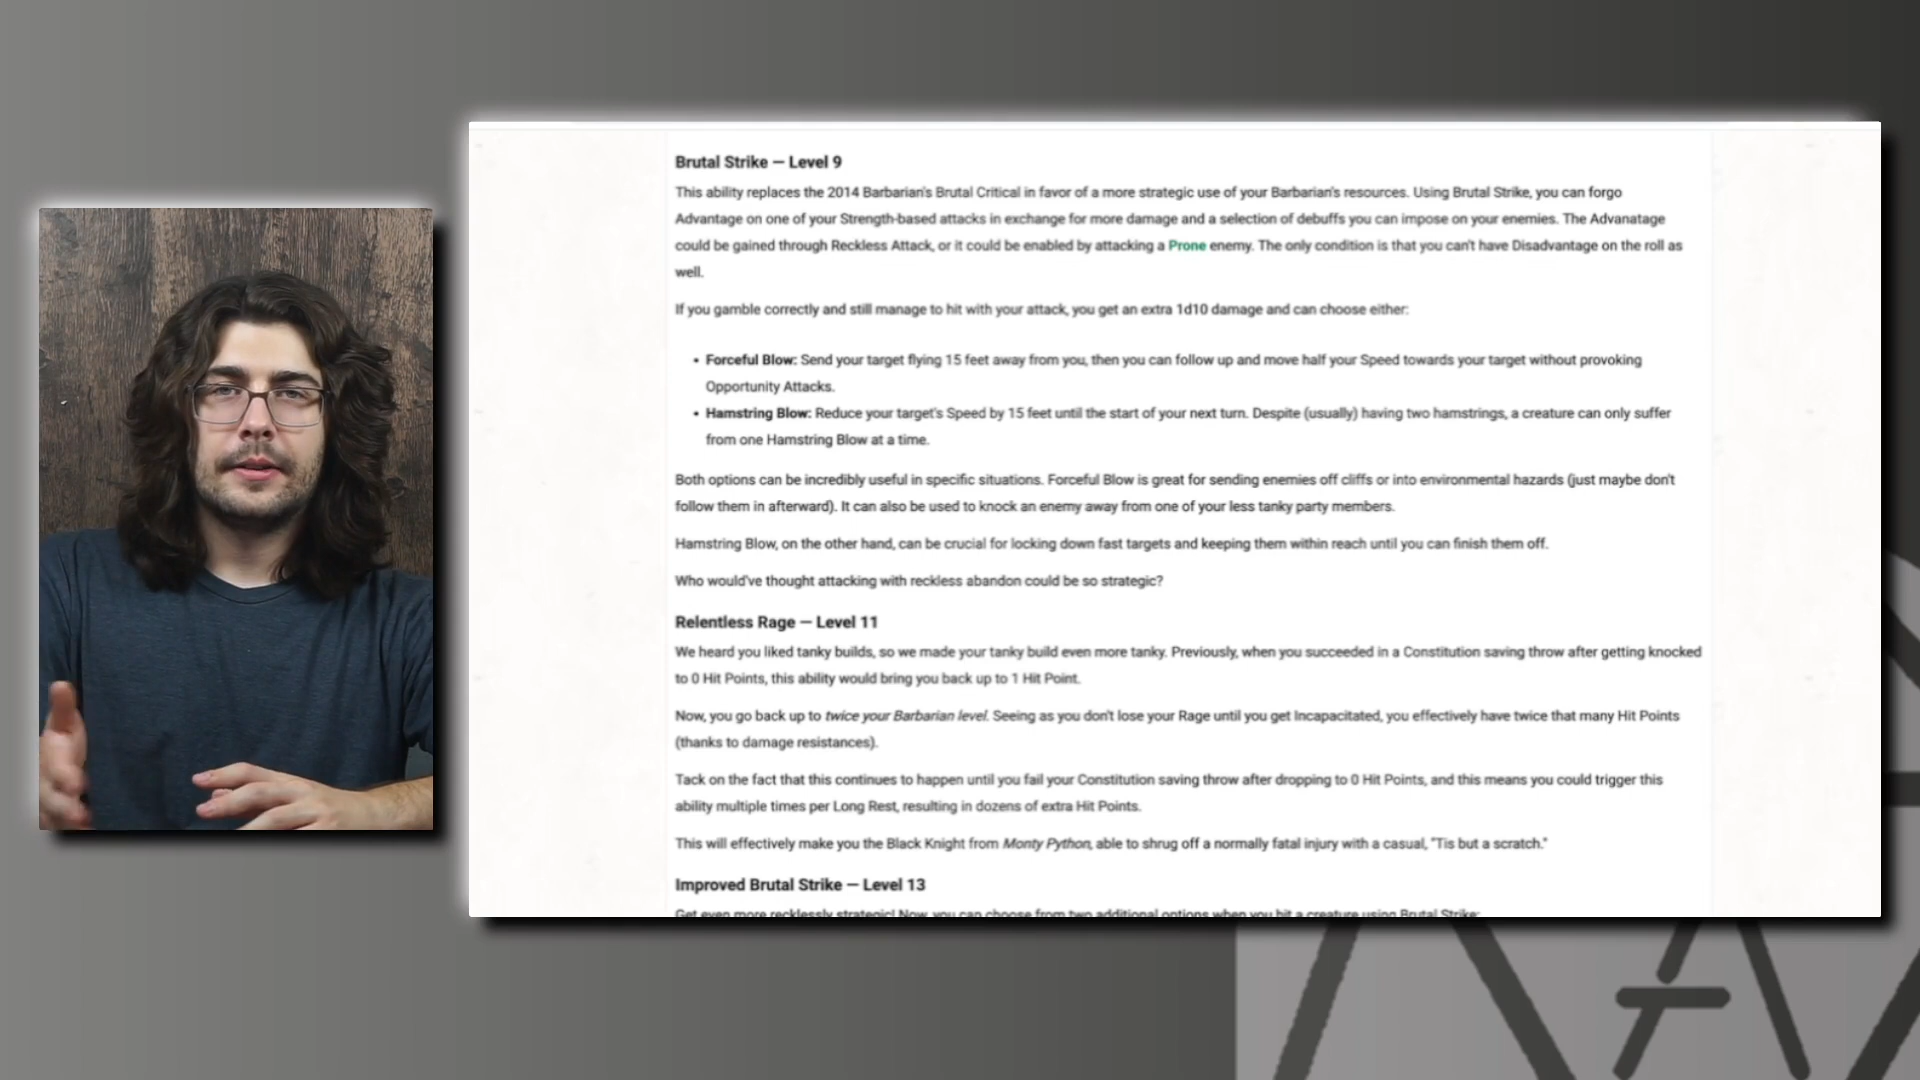 Brutal Strike — Level 9
This ability replaces the 2014 Barbarian's Brutal Critical in favor of a more strategic use of your Barbarian's resources. Using Brutal Strike, you can forgo
Advantage on one of your Strength-based attacks in exchange for more damage and a selection of debuffs you can impose on your enemies. The Advanatage
could be gained through Reckless Attack, or it could be enabled by attacking a Prone enemy. The only condition is that you can't have Disadvantage on the roll as
well.
If you gamble correctly and still manage to hit with your attack, you get an extra 1d10 damage and can choose either:
• Forceful Blow: Send your target flying 15 feet away from you, then you can follow up and move half your Speed towards your target without provoking
Opportunity Attacks.
• Hamstring Blow: Reduce your target's Speed by 15 feet until the start of your next turn. Despite (usually) having two hamstrings, a creature can only suffer
from one Hamstring Blow at a time.
Both options can be incredibly useful in specific situations. Forceful Blow is great for sending enemies off cliffs or into environmental hazards (just maybe don't
follow them in afterward). It can also be used to knock an enemy away from one of your less tanky party members.
Hamstring Blow, on the other hand, can be crucial for locking down fast targets and keeping them within reach until you can finish them off.
Who would've thought attacking with reckless abandon could be so strategic?
Relentless Rage — Level 11
We heard you liked tanky builds, so we made your tanky build even more tanky. Previously, when you succeeded in a Constitution saving throw after getting knocked
to 0 Hit Points, this ability would bring you back up to 1 Hit Point.
Now, you go back up to twice your Barbarian level. Seeing as you don't lose your Rage until you get Incapacitated, you effectively have twice that many Hit Points
(thanks to damage resistances).
Tack on the fact that this continues to happen until you fail your Constitution saving throw after dropping to 0 Hit Points, and this means you could trigger this
ability multiple times per Long Rest, resulting in dozens of extra Hit Points.
This will effectively make you the Black Knight from Monty Python, able to shrug off a normally fatal injury with a casual, "Tis but a scratch."
Improved Brutal Strike — Level 13
Get even more recklessly strategic! Now, you can choose from two additional options when you hit a creature using Brutal Strike: